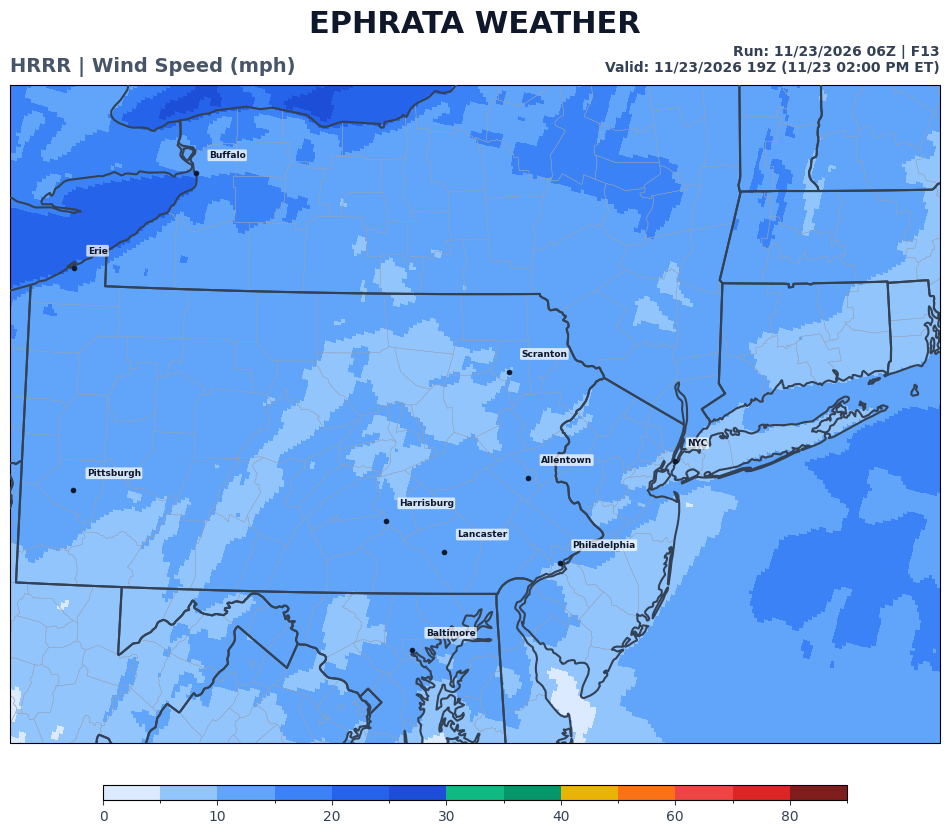 EPHRATA WEATHER
HRRR | Wind Speed (mph)
Run: 11/23/2026 06Z | F13
Valid: 11/23/2026 19Z (11/23 02:00 PM ET)
Buffalo
Erie
Scranton
NYC
Allentown
Pittsburgh
Harrisburg
Lancaster
Philadelphia
Baltimore
0 10 20 30 40 50 60 70 80